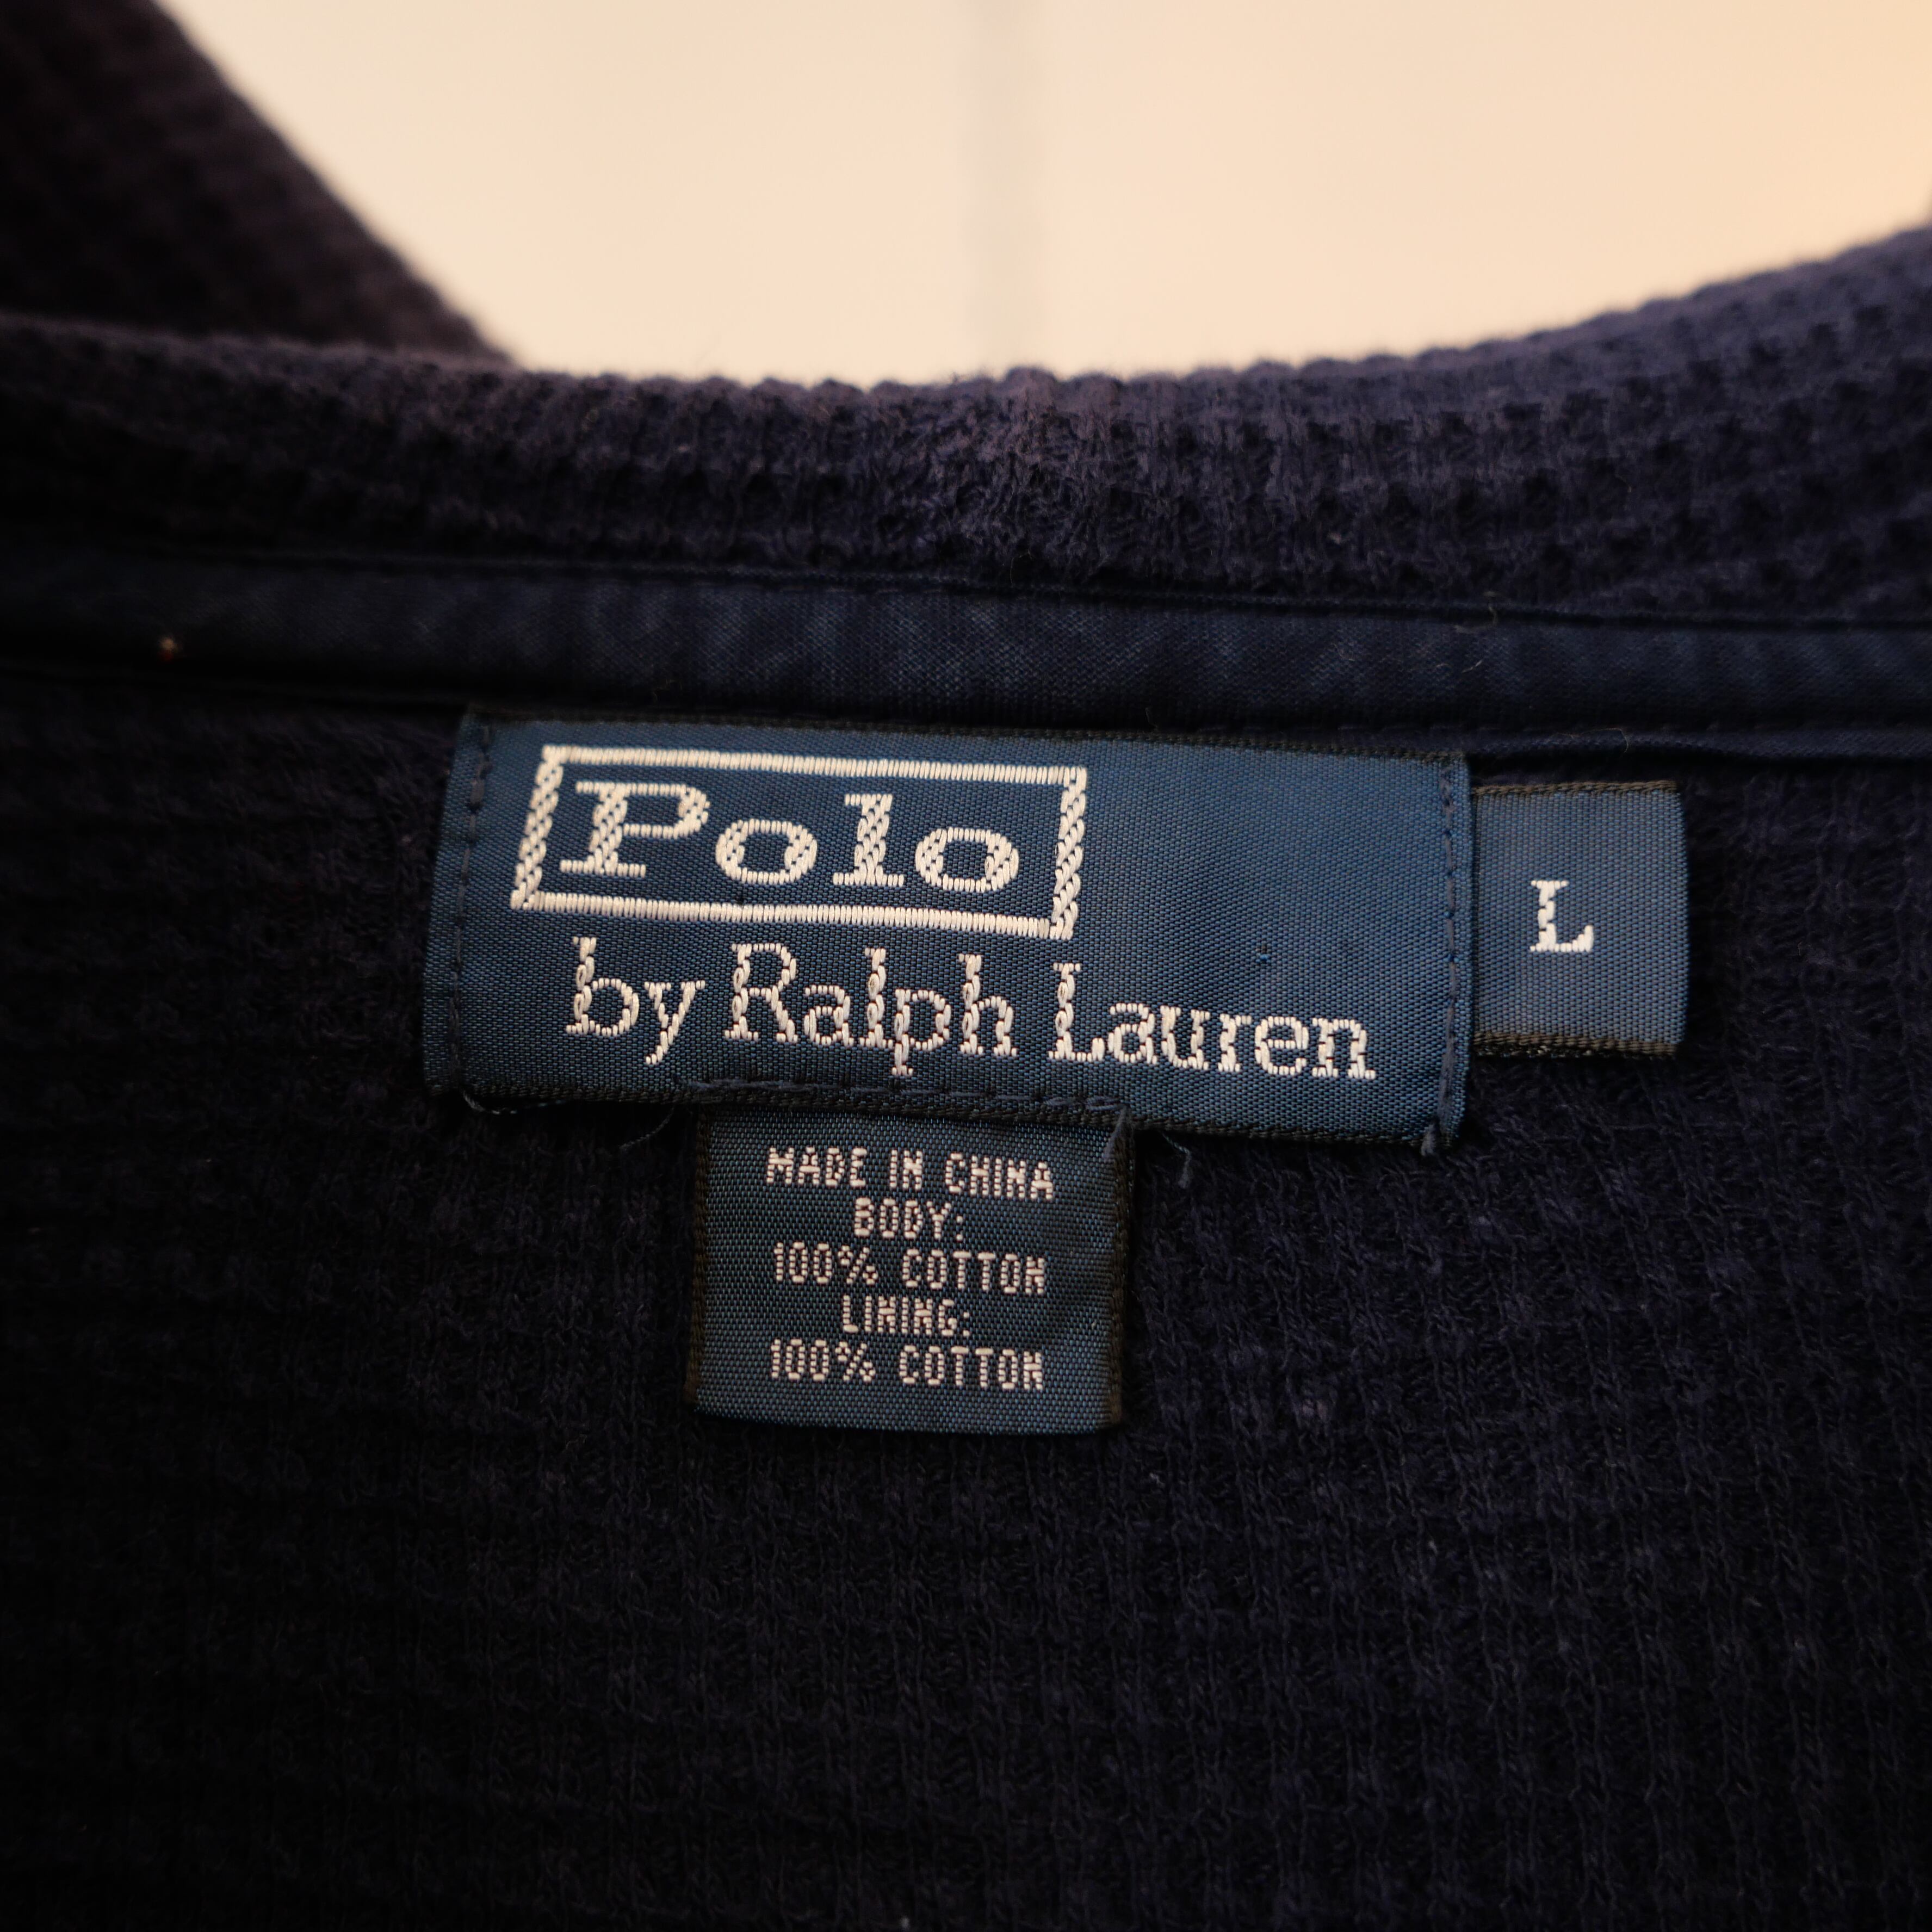 Polo
by Ralph Lauren
L
MADE IN CHINA
BODY:
100% COTTON
LINING:
100% COTTON